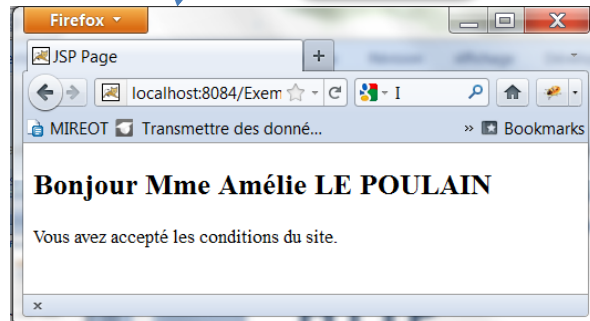 Firefox
JSP Page
localhost:8084/Exem
I
MIREOT Transmettre des donné... » Bookmarks
Bonjour Mme Amélie LE POULAIN
Vous avez accepté les conditions du site.